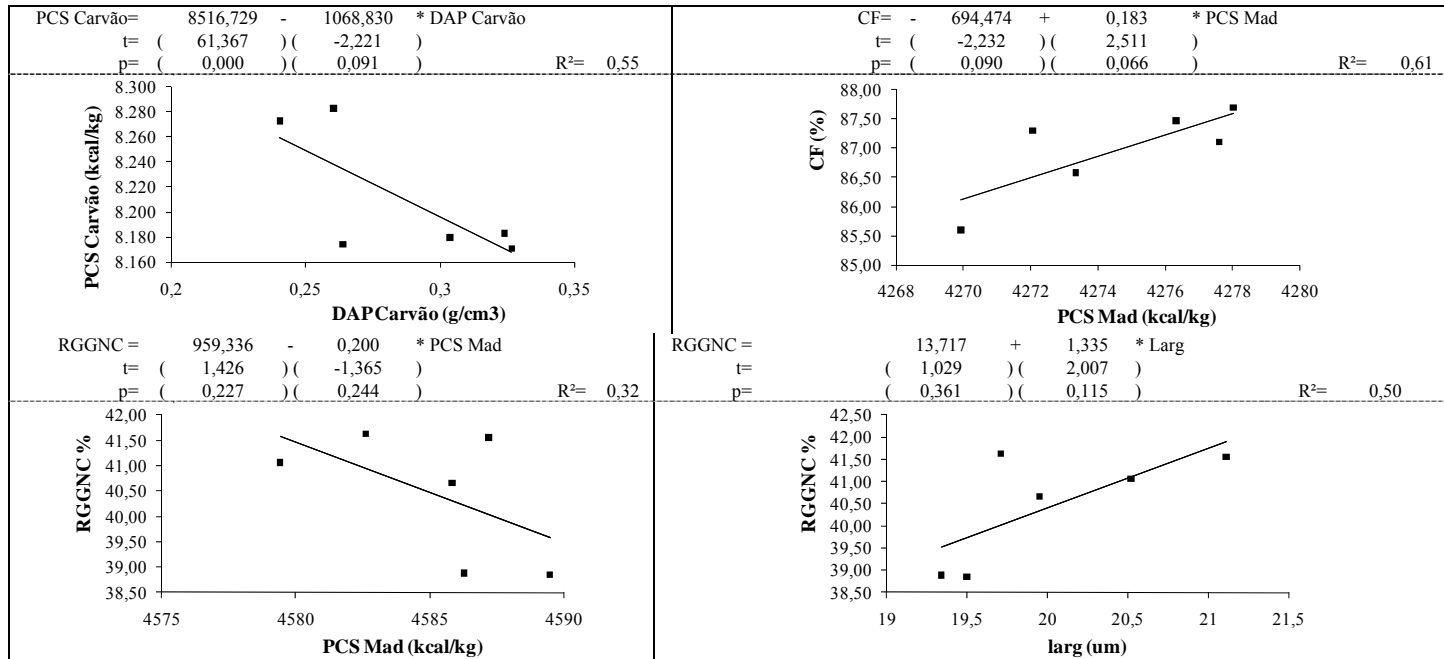 PCS Carvão= 8516,729 - 1068,830 * DAP Carvão
t= ( 61,367 ) ( -2,221 )
p= ( 0,000 ) ( 0,091 ) R²= 0,55
8.300
8.280
8.260
8.240
8.220
8.200
8.180
8.160
PCS Carvão (kcal/kg)
0,2 0,25 0,3 0,35
DAP Carvão (g/cm3)
CF= - 694,474 + 0,183 * PCS Mad
t= ( -2,232 ) ( 2,511 )
p= ( 0,090 ) ( 0,066 ) R²= 0,61
88,00
87,50
87,00
86,50
86,00
85,50
85,00
CF (%)
4268 4270 4272 4274 4276 4278 4280
PCS Mad (kcal/kg)
RGGNC = 959,336 - 0,200 * PCS Mad
t= ( 1,426 ) ( -1,365 )
p= ( 0,227 ) ( 0,244 ) R²= 0,32
42,00
41,50
41,00
40,50
40,00
39,50
39,00
38,50
RGGNC %
4575 4580 4585 4590
PCS Mad (kcal/kg)
RGGNC = 13,717 + 1,335 * Larg
t= ( 1,029 ) ( 2,007 )
p= ( 0,361 ) ( 0,115 ) R²= 0,50
42,50
42,00
41,50
41,00
40,50
40,00
39,50
39,00
38,50
RGGNC %
19 19,5 20 20,5 21 21,5
larg (um)